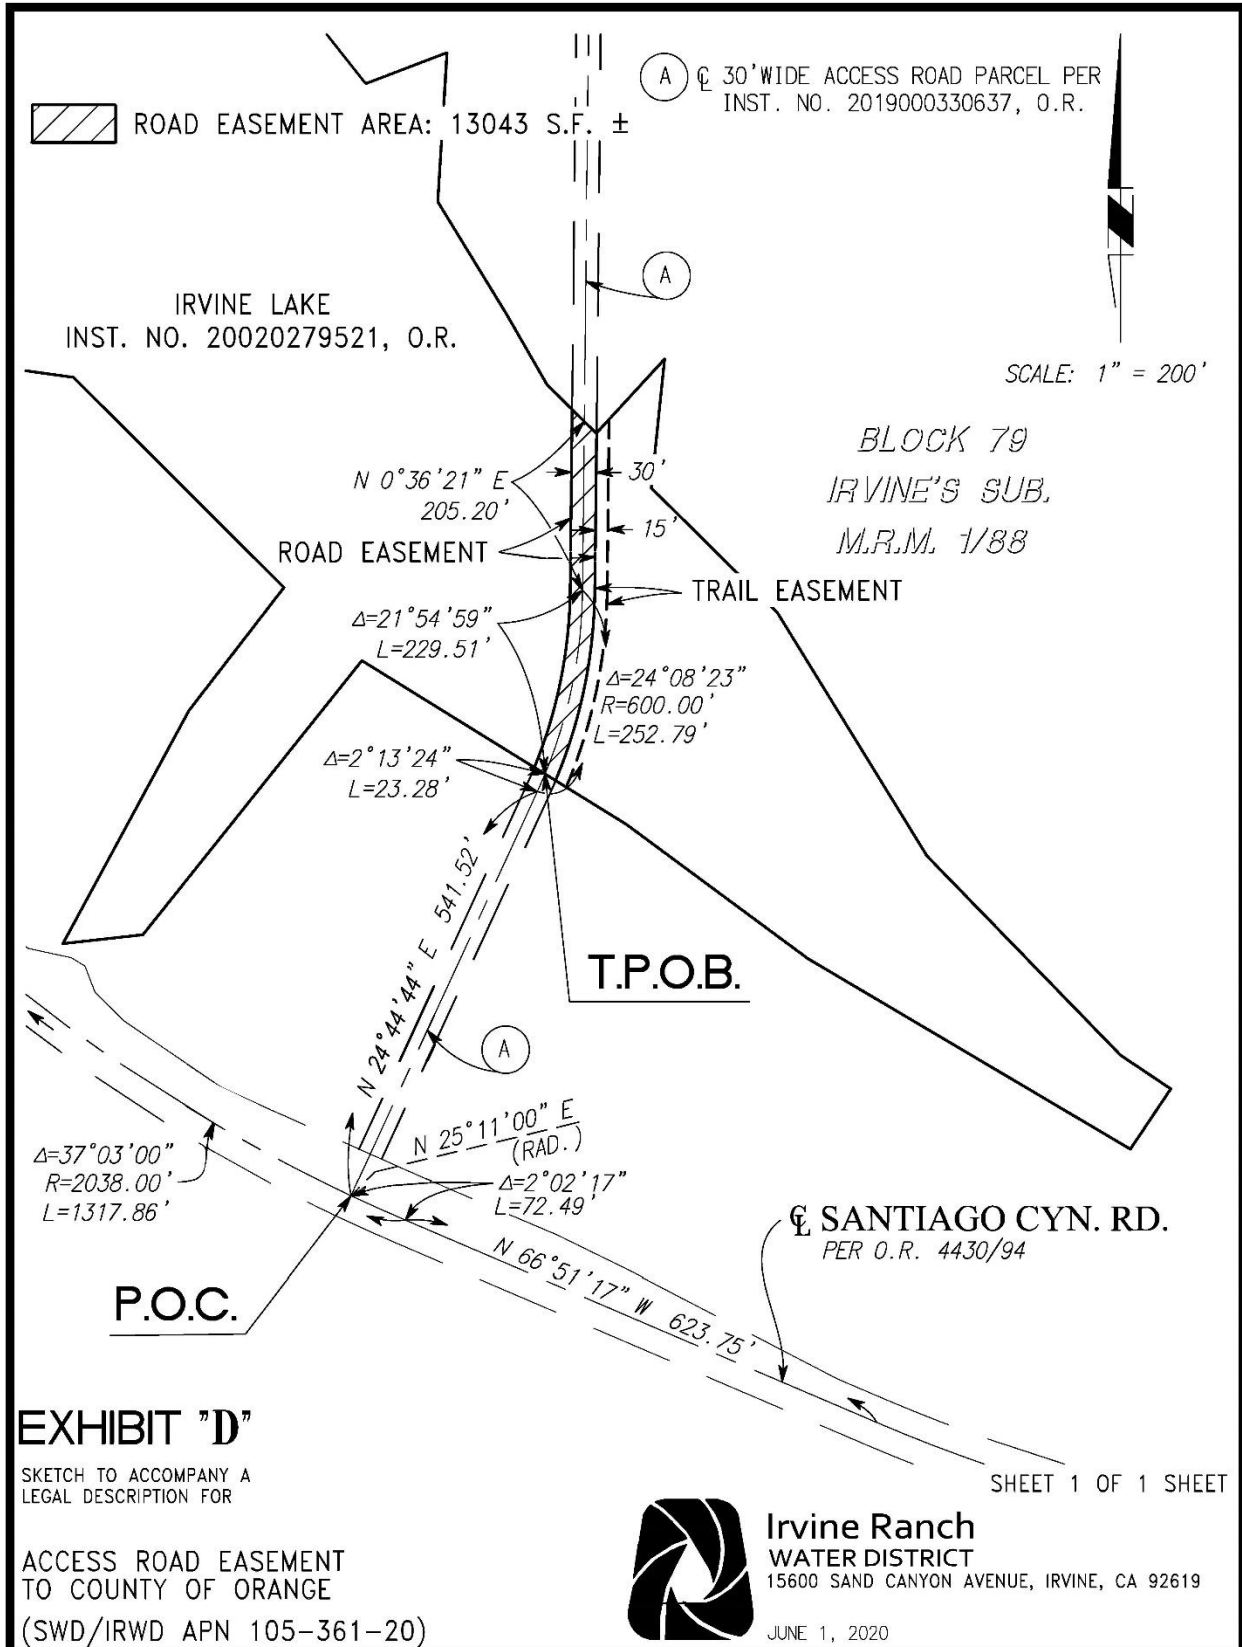 A ℄ 30'WIDE ACCESS ROAD PARCEL PER
INST. NO. 2019000330637, O.R.
ROAD EASEMENT AREA: 13043 S.F. ±
A
IRVINE LAKE
INST. NO. 20020279521, O.R.
SCALE: 1" = 200'
BLOCK 79
IRVINE'S SUB.
M.R.M. 1/88
N 0°36'21" E
205.20'
30'
15'
ROAD EASEMENT
TRAIL EASEMENT
Δ=21°54'59"
L=229.51'
Δ=24°08'23"
R=600.00'
L=252.79'
Δ=2°13'24"
L=23.28'
N 24°44'44" E 541.52'
T.P.O.B.
A
N 25°11'00" E
(RAD.)
Δ=37°03'00"
R=2038.00'
L=1317.86'
Δ=2°02'17"
L=72.49'
℄ SANTIAGO CYN. RD.
PER O.R. 4430/94
N 66°51'17" W 623.75'
P.O.C.
EXHIBIT "D"
SKETCH TO ACCOMPANY A
LEGAL DESCRIPTION FOR
SHEET 1 OF 1 SHEET
ACCESS ROAD EASEMENT
TO COUNTY OF ORANGE
(SWD/IRWD APN 105-361-20)
Irvine Ranch
WATER DISTRICT
15600 SAND CANYON AVENUE, IRVINE, CA 92619
JUNE 1, 2020